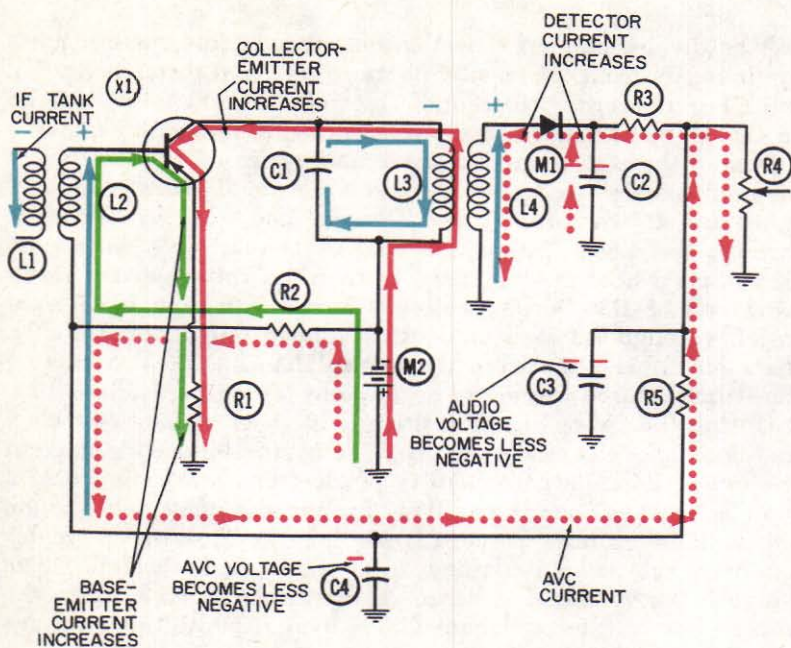 DETECTOR
CURRENT
INCREASES
COLLECTOR-
EMITTER
CURRENT
INCREASES
X1
IF TANK
CURRENT
- +
- +
R3
C1
L3
M1
C2
L4
R4
L2
L1
R2
M2
+
R1
C3
R5
AUDIO
VOLTAGE
BECOMES LESS
NEGATIVE
AVC VOLTAGE
BECOMES LESS
NEGATIVE
C4
BASE-
EMITTER
CURRENT
INCREASES
AVC
CURRENT